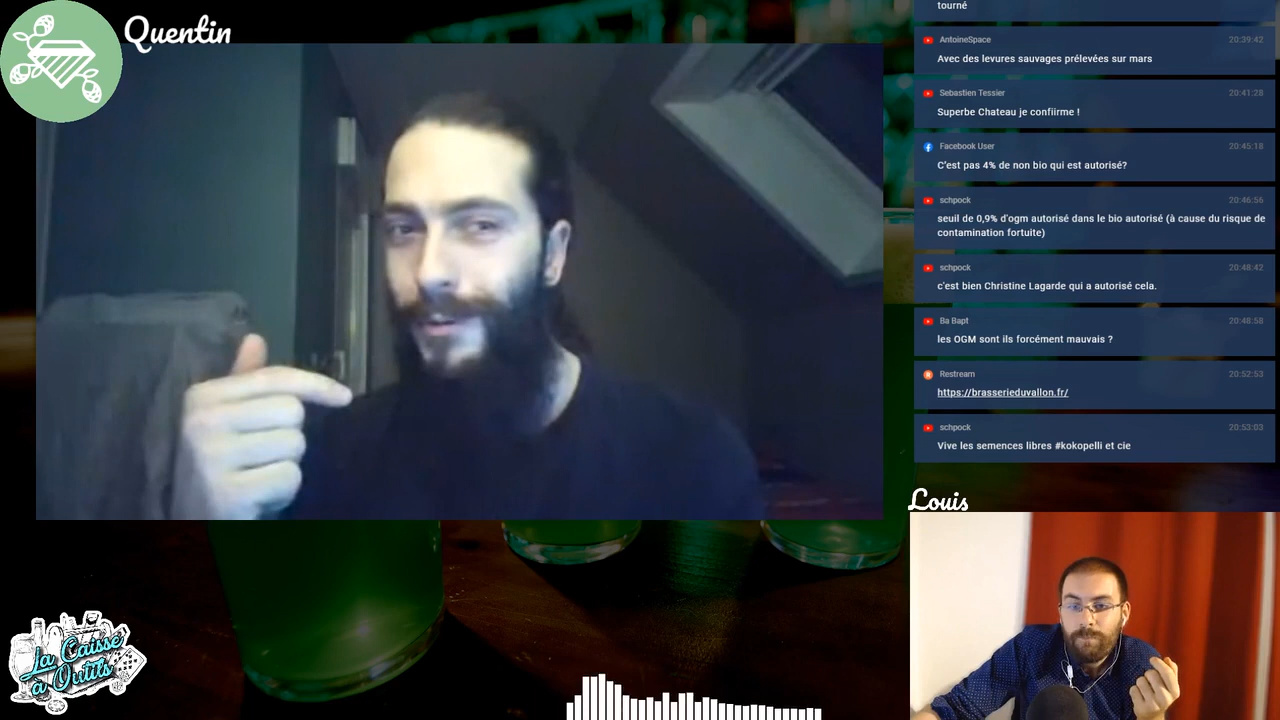 Quentin
tourné
AntoineSpace 20:39:42
Avec des levures sauvages prélevées sur mars
Sebastien Tessier 20:41:28
Superbe Chateau je confiirme !
Facebook User 20:45:18
C'est pas 4% de non bio qui est autorisé?
schpock 20:46:56
seuil de 0,9% d'ogm autorisé dans le bio autorisé (à cause du risque de
contamination fortuite)
schpock 20:48:42
c'est bien Christine Lagarde qui a autorisé cela.
Ba Bapt 20:48:58
les OGM sont ils forcément mauvais ?
Restream 20:52:53
https://brasserieduvallon.fr/
schpock 20:53:03
Vive les semences libres #kokopelli et cie
Louis
La Caisse
à Outils